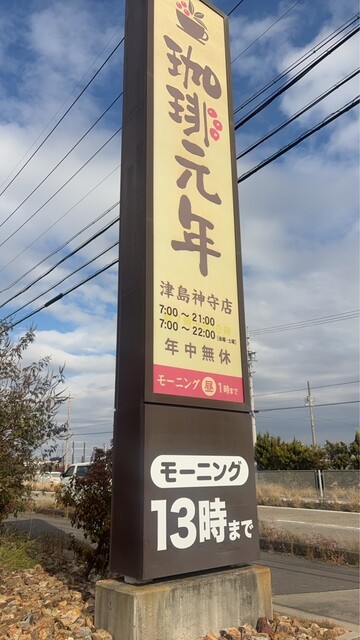 珈琲元年
津島神守店
7:00～21:00
7:00～22:00
年中無休
モーニング 昼1時まで
モーニング
13時まで